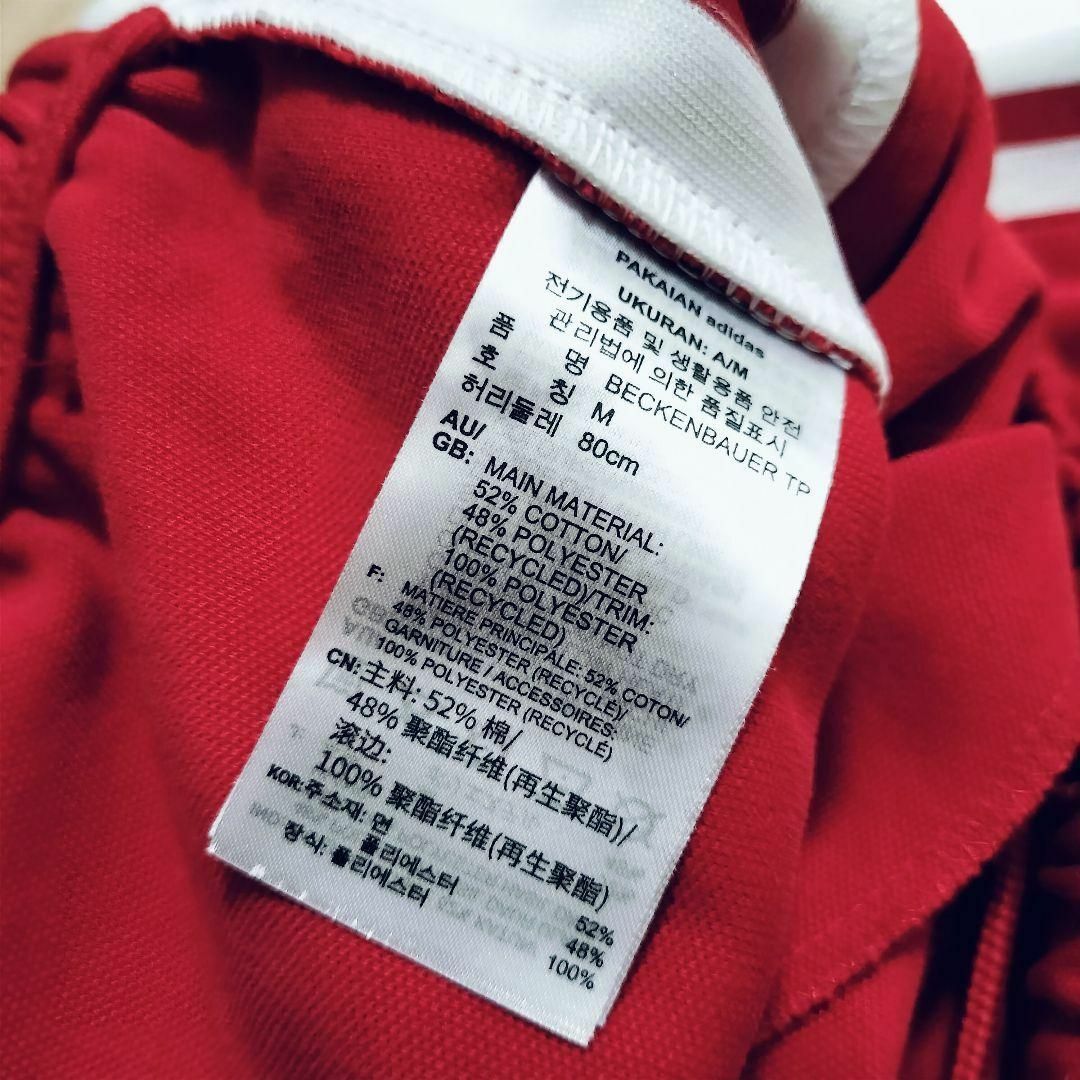 PAKAIAN adidas
UKURAN: A/M
전기용품 및 생활용품 안전
관리법에 의한 품질표시
품 명 BECKENBAUER TP
호 칭 M
허리둘레 80cm
AU/
GB: MAIN MATERIAL:
52% COTTON/
48% POLYESTER
(RECYCLED)/TRIM:
100% POLYESTER
(RECYCLED)
F: MATIERE PRINCIPALE: 52% COTON/
48% POLYESTER (RECYCLÉ)/
GARNITURE / ACCESSOIRES:
100% POLYESTER (RECYCLÉ)
CN: 主料: 52% 棉/
48% 聚酯纤维(再生聚酯)/
滚边:
100% 聚酯纤维(再生聚酯)
KOR: 주소재: 면 52%
폴리에스터 48%
장식: 폴리에스터 100%